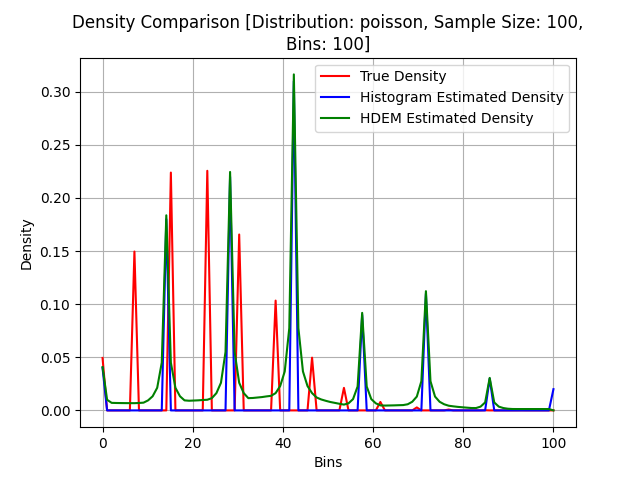 Density Comparison [Distribution: poisson, Sample Size: 100,
Bins: 100]
True Density
Histogram Estimated Density
HDEM Estimated Density
Density
0.30
0.25
0.20
0.15
0.10
0.05
0.00
0 20 40 60 80 100
Bins